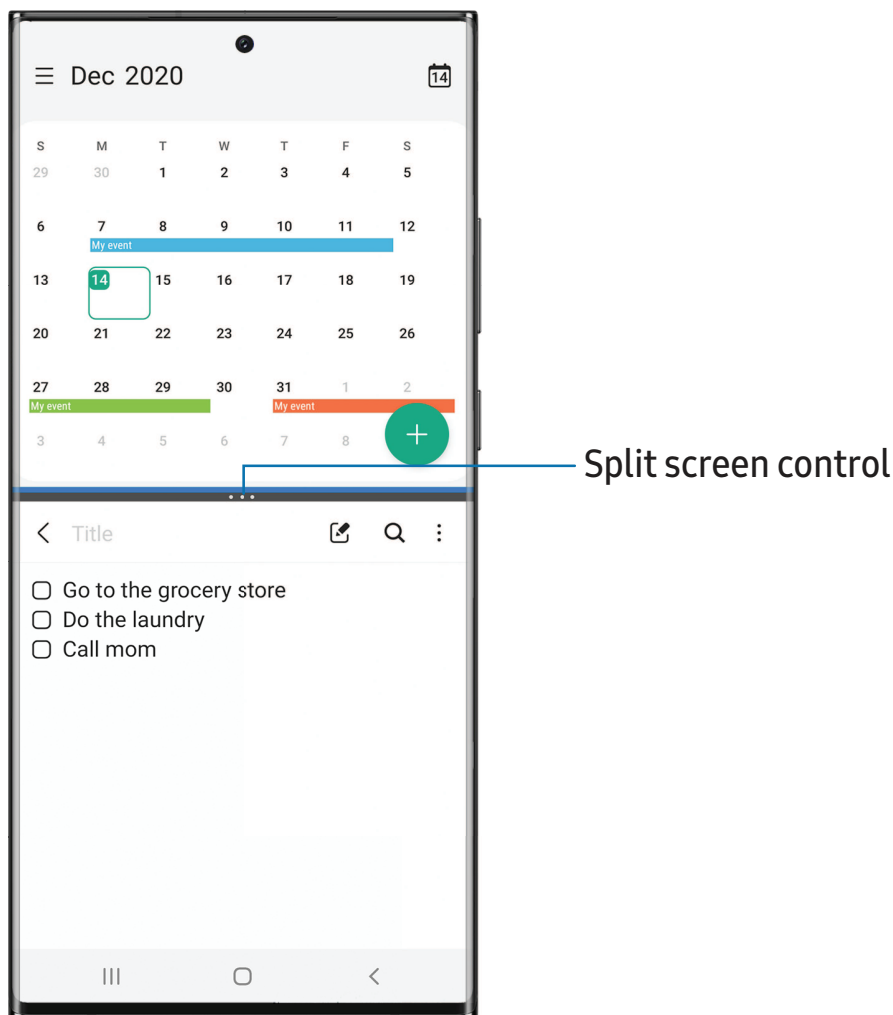 Dec 2020
14
S M T W T F S
29 30 1 2 3 4 5
6 7 8 9 10 11 12
My event
13 14 15 16 17 18 19
20 21 22 23 24 25 26
27 28 29 30 31 1 2
My event My event
3 4 5 6 7 8
Split screen control
Title
Go to the grocery store
Do the laundry
Call mom